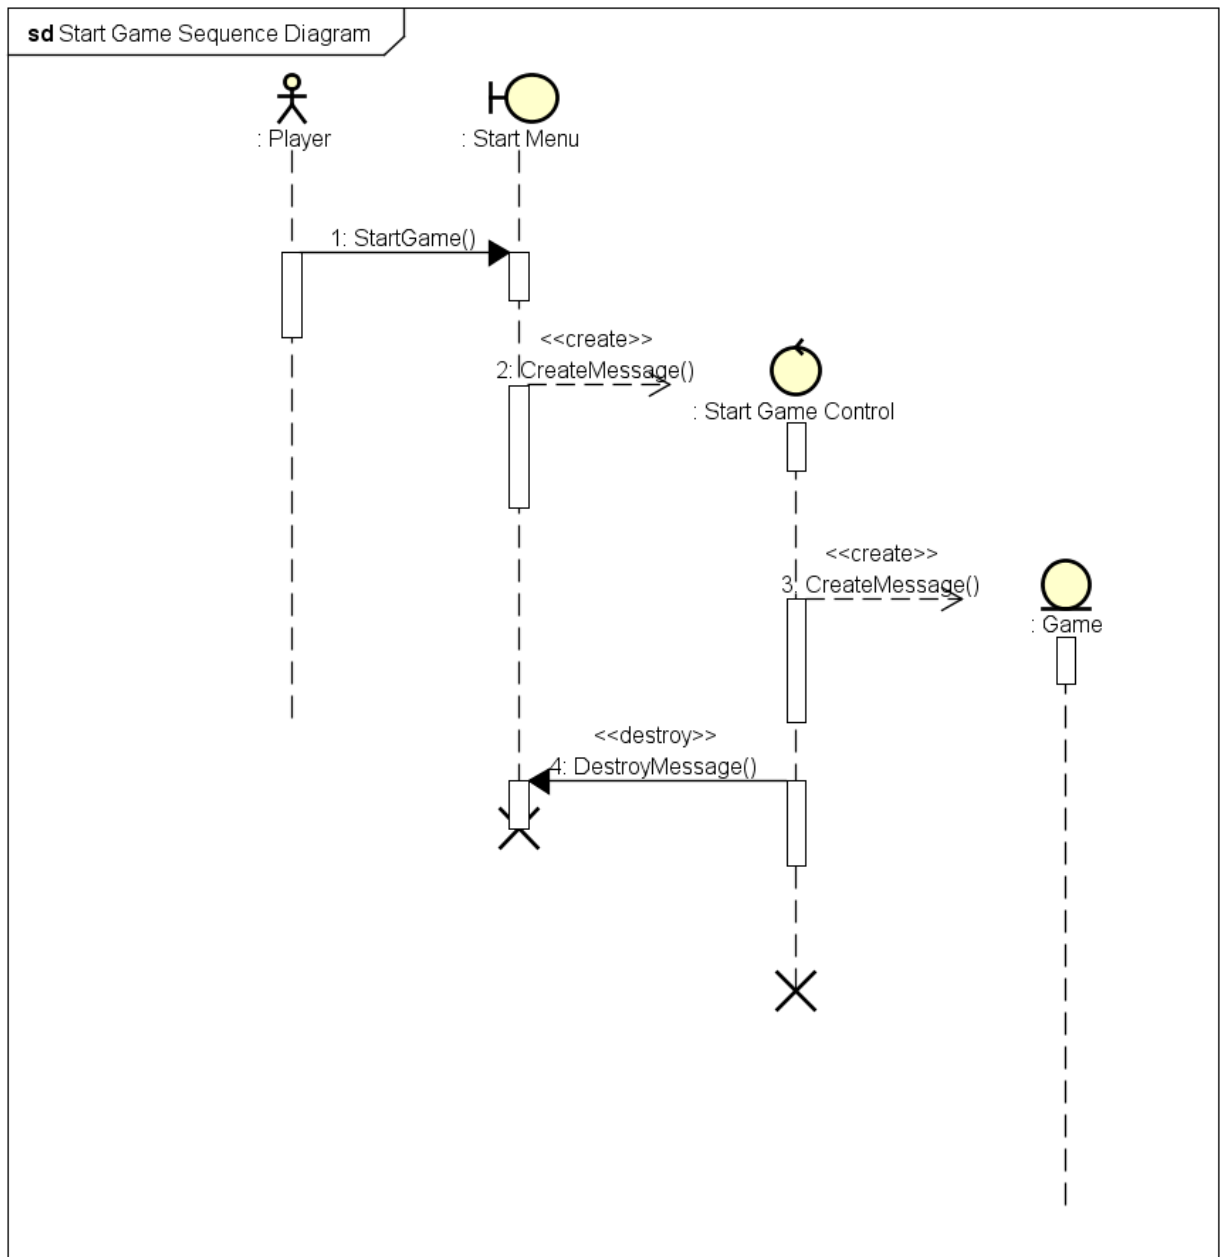 sd Start Game Sequence Diagram
: Player
: Start Menu
1: StartGame()
<<create>>
2: CreateMessage()
: Start Game Control
<<create>>
3: CreateMessage()
: Game
<<destroy>>
4: DestroyMessage()